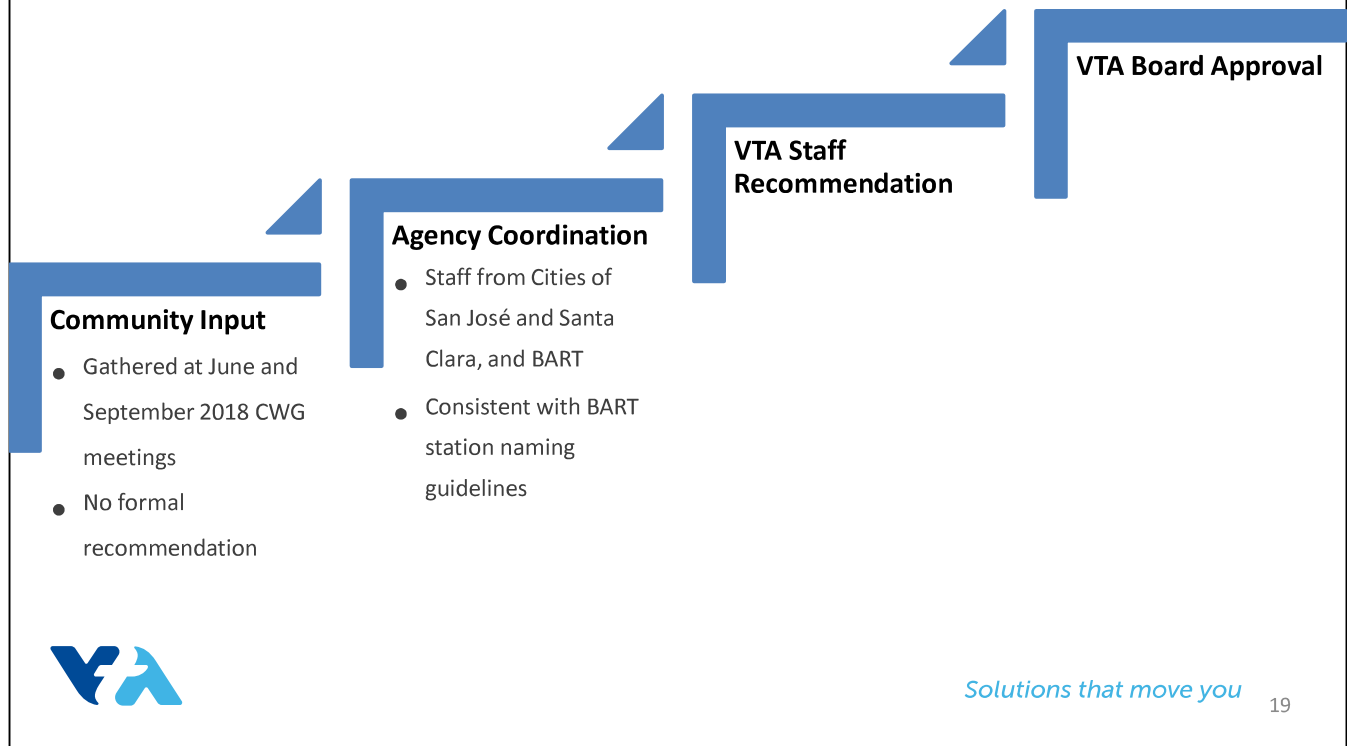 VTA Board Approval
VTA Staff
Recommendation
Agency Coordination
• Staff from Cities of
San José and Santa
Clara, and BART
• Consistent with BART
station naming
guidelines
Community Input
• Gathered at June and
September 2018 CWG
meetings
• No formal
recommendation
VTA
Solutions that move you
19